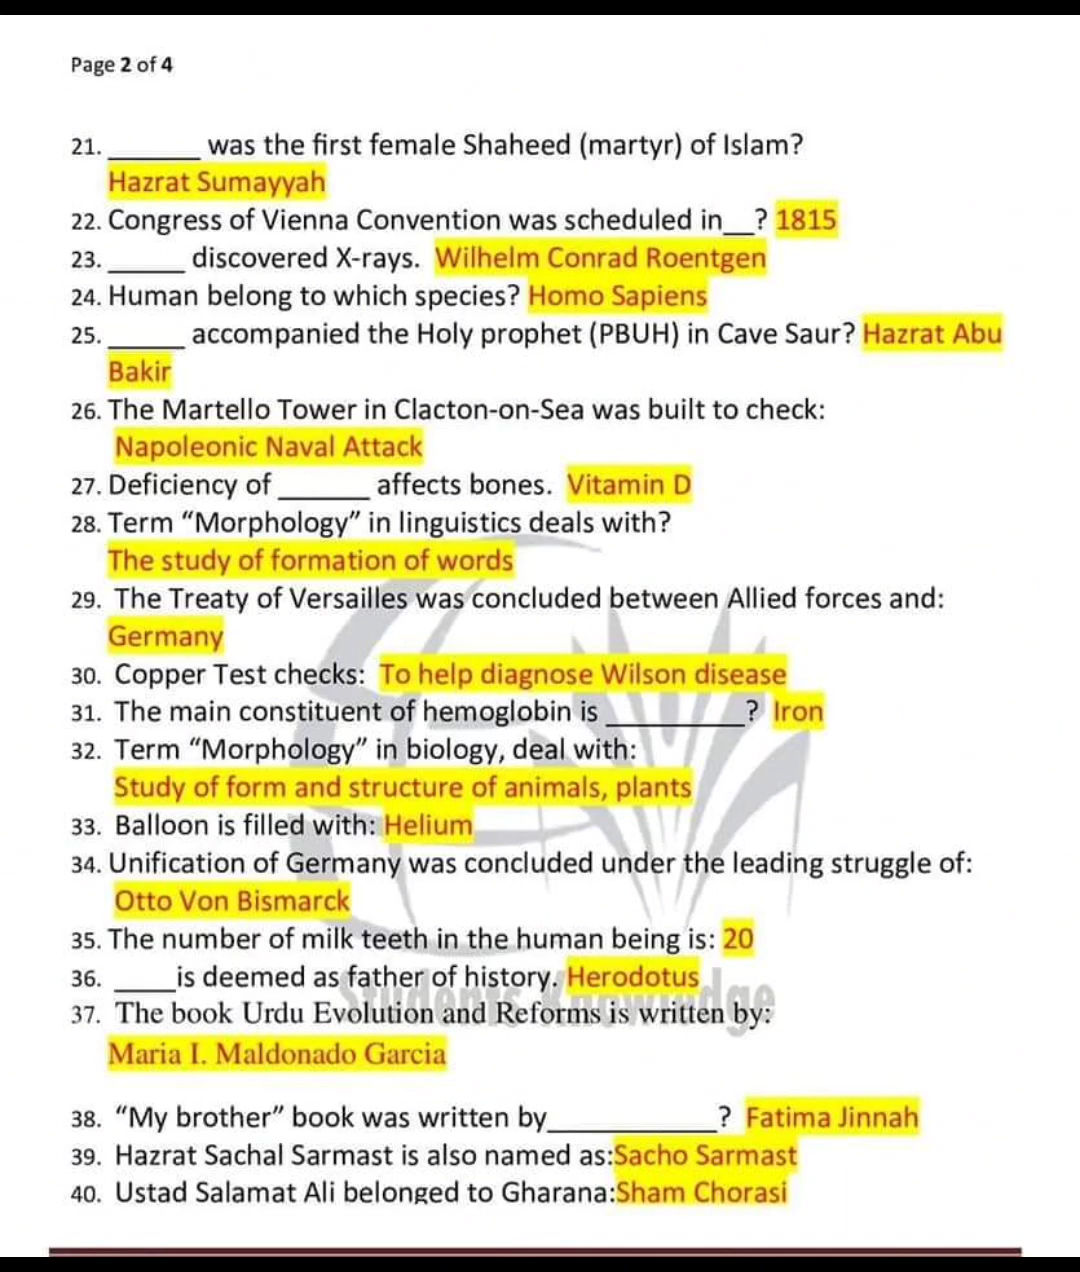 Page 2 of 4
21. ______ was the first female Shaheed (martyr) of Islam?
Hazrat Sumayyah
22. Congress of Vienna Convention was scheduled in__? 1815
23. _____ discovered X-rays. Wilhelm Conrad Roentgen
24. Human belong to which species? Homo Sapiens
25. _____ accompanied the Holy prophet (PBUH) in Cave Saur? Hazrat Abu
Bakir
26. The Martello Tower in Clacton-on-Sea was built to check:
Napoleonic Naval Attack
27. Deficiency of ______ affects bones. Vitamin D
28. Term “Morphology” in linguistics deals with?
The study of formation of words
29. The Treaty of Versailles was concluded between Allied forces and:
Germany
30. Copper Test checks: To help diagnose Wilson disease
31. The main constituent of hemoglobin is _________? Iron
32. Term “Morphology” in biology, deal with:
Study of form and structure of animals, plants
33. Balloon is filled with: Helium
34. Unification of Germany was concluded under the leading struggle of:
Otto Von Bismarck
35. The number of milk teeth in the human being is: 20
36. ____is deemed as father of history. Herodotus
Students Knowledge
37. The book Urdu Evolution and Reforms is written by:
Maria I. Maldonado Garcia
38. “My brother” book was written by___________? Fatima Jinnah
39. Hazrat Sachal Sarmast is also named as:Sacho Sarmast
40. Ustad Salamat Ali belonged to Gharana:Sham Chorasi